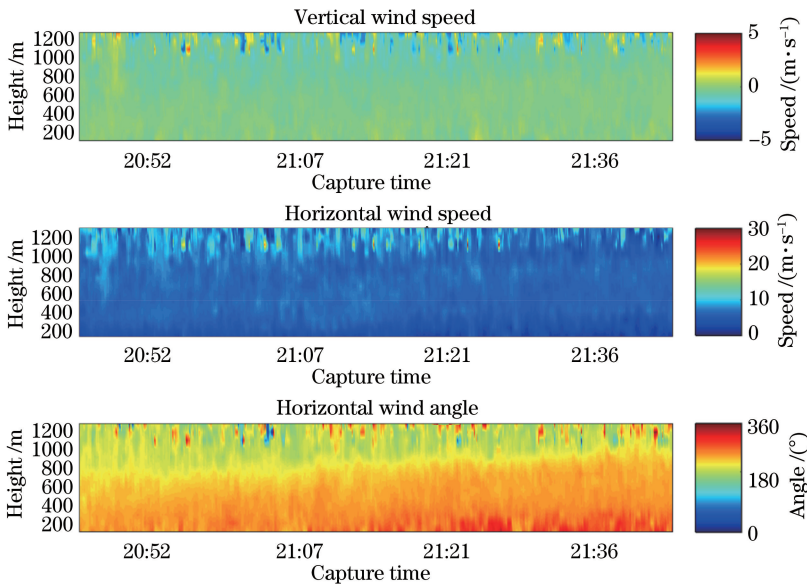 Vertical wind speed
Height /m
1200
1000
800
600
400
200
20:52 21:07 21:21 21:36
Capture time
5
0
−5
Speed /(m·s⁻¹)
Horizontal wind speed
Height /m
1200
1000
800
600
400
200
20:52 21:07 21:21 21:36
Capture time
30
20
10
0
Speed /(m·s⁻¹)
Horizontal wind angle
Height /m
1200
1000
800
600
400
200
20:52 21:07 21:21 21:36
Capture time
360
180
0
Angle /(°)